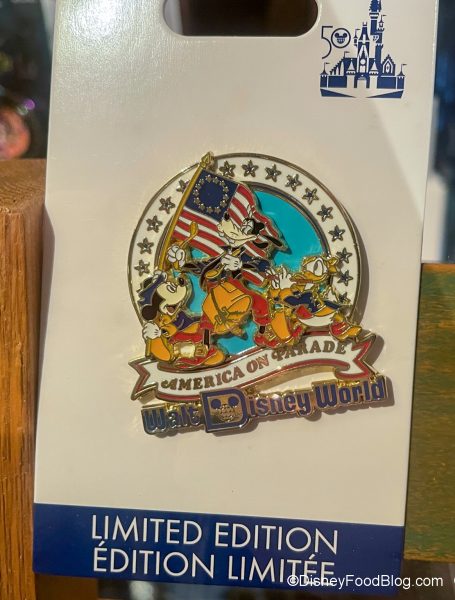 50
AMERICA ON PARADE
Walt Disney World
LIMITED EDITION
ÉDITION LIMITÉE
©DisneyFoodBlog.com